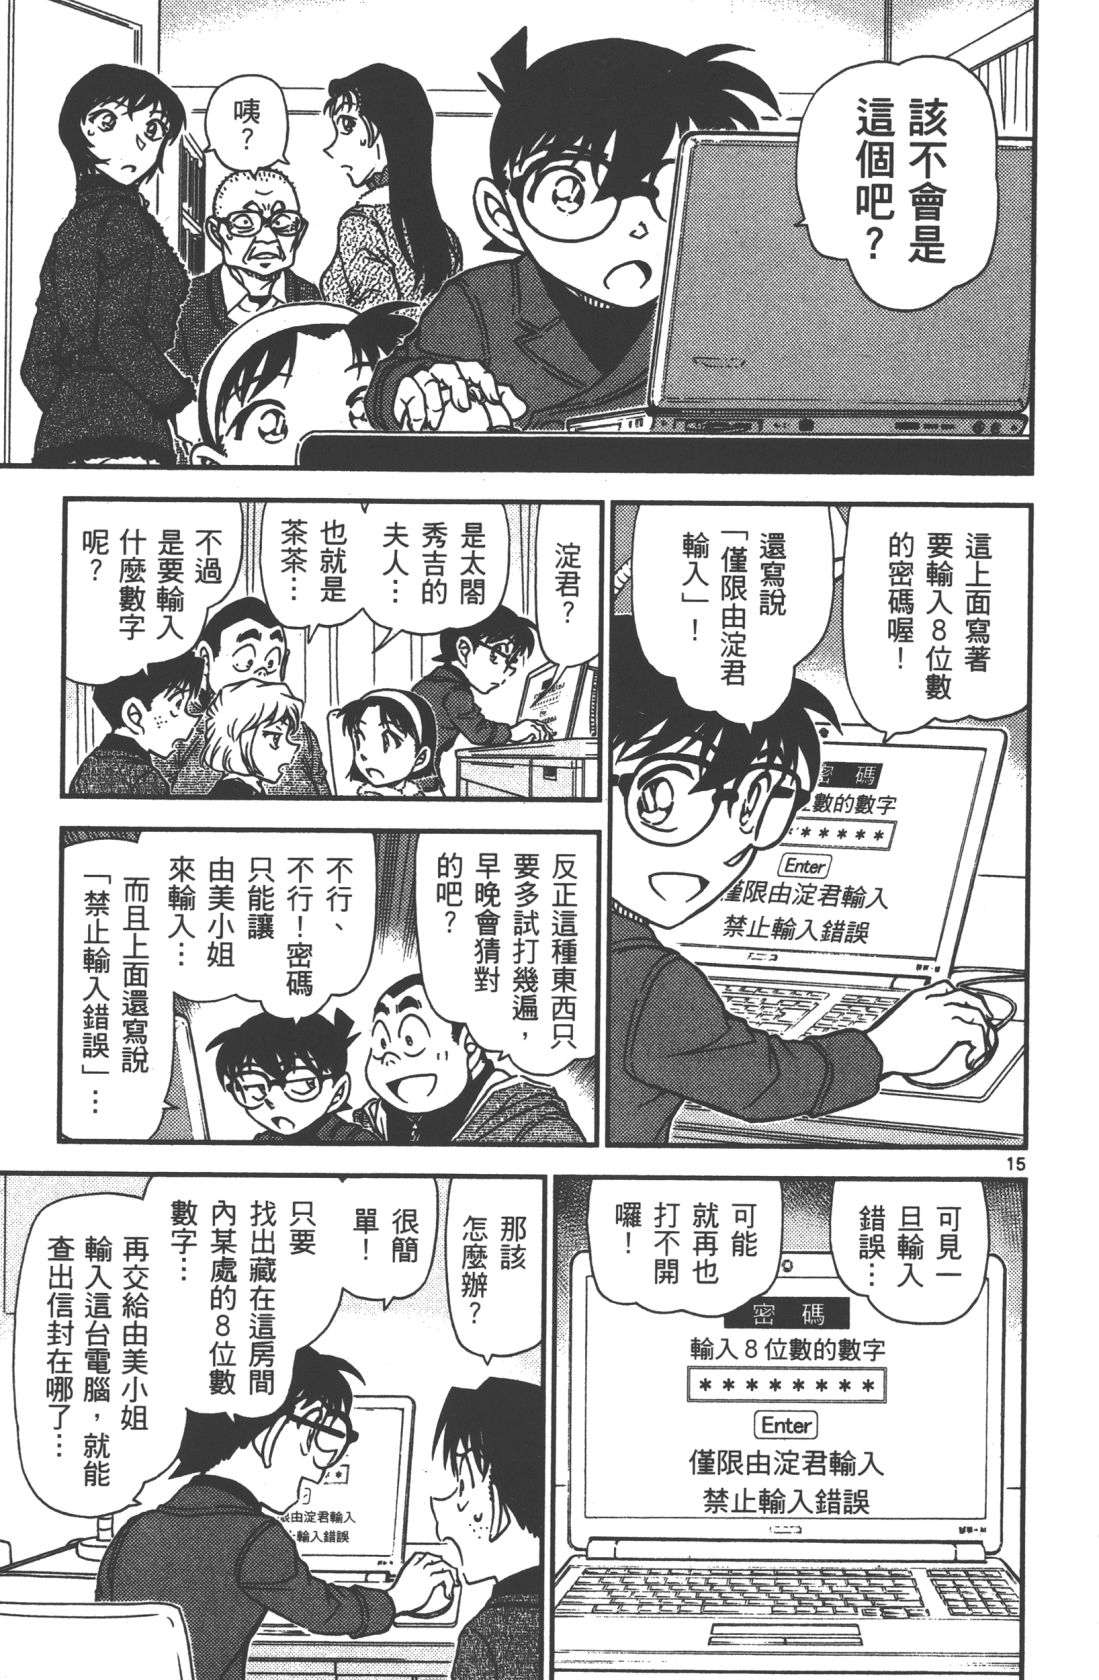 該不會是
這個吧？
咦？
這上面寫著
要輸入8位數
的密碼喔！
還寫說
「僅限由淀君
輸入」！
密碼
數的數字
********
Enter
僅限由淀君輸入
禁止輸入錯誤
淀君？
是太閤
秀吉的
夫人…
也就是
茶茶…
不過
是要輸入
什麼數字
呢？
反正這種東西只
要多試打幾遍，
早晚會猜對
的吧？
不行、
不行！密碼
只能讓
由美小姐
來輸入…
而且上面還寫說
「禁止輸入錯誤」…
15
可見一
旦輸入
錯誤…
可能
就再也
打不開
囉！
密碼
輸入8位數的數字
********
Enter
僅限由淀君輸入
禁止輸入錯誤
那該
怎麼辦？
很簡
單！
只要
找出藏在這房間
內某處的8位數
數字…
再交給由美小姐
輸入這台電腦，就能
查出信封在哪了…
限由淀君輸入
止輸入錯誤